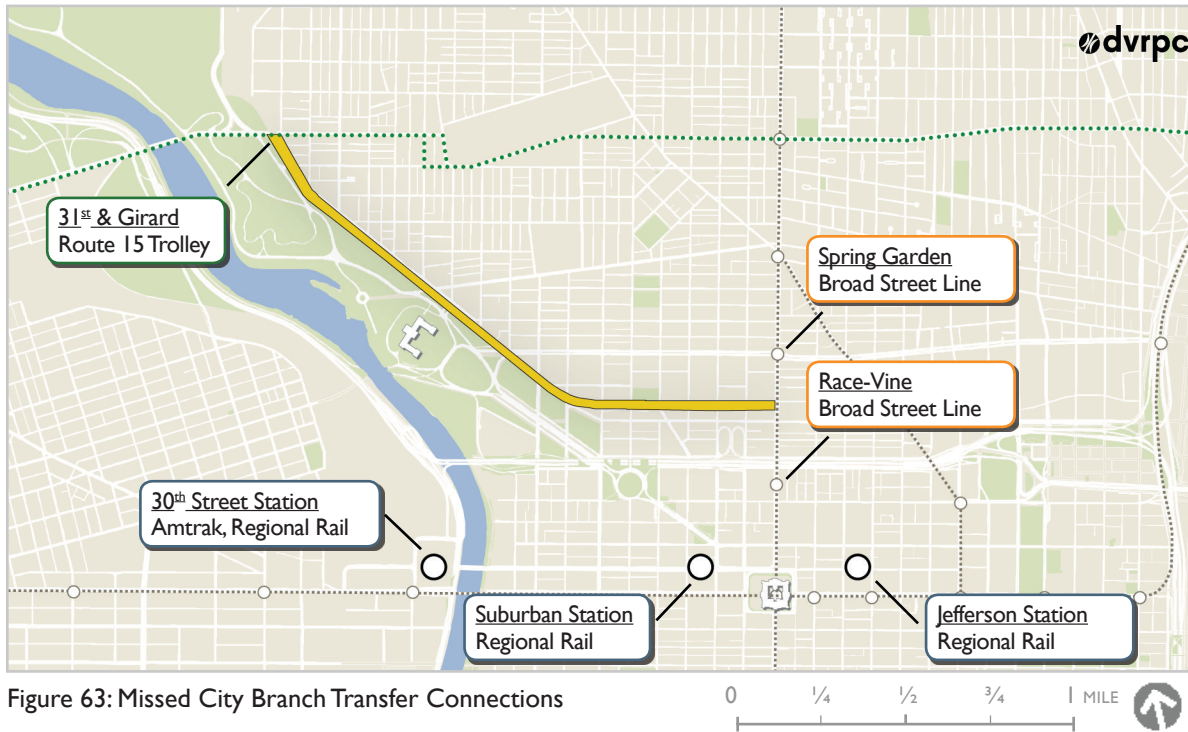 dvrpc
31st & Girard
Route 15 Trolley
Spring Garden
Broad Street Line
Race-Vine
Broad Street Line
30th Street Station
Amtrak, Regional Rail
Suburban Station
Regional Rail
Jefferson Station
Regional Rail
Figure 63: Missed City Branch Transfer Connections
0 ¼ ½ ¾ 1 MILE